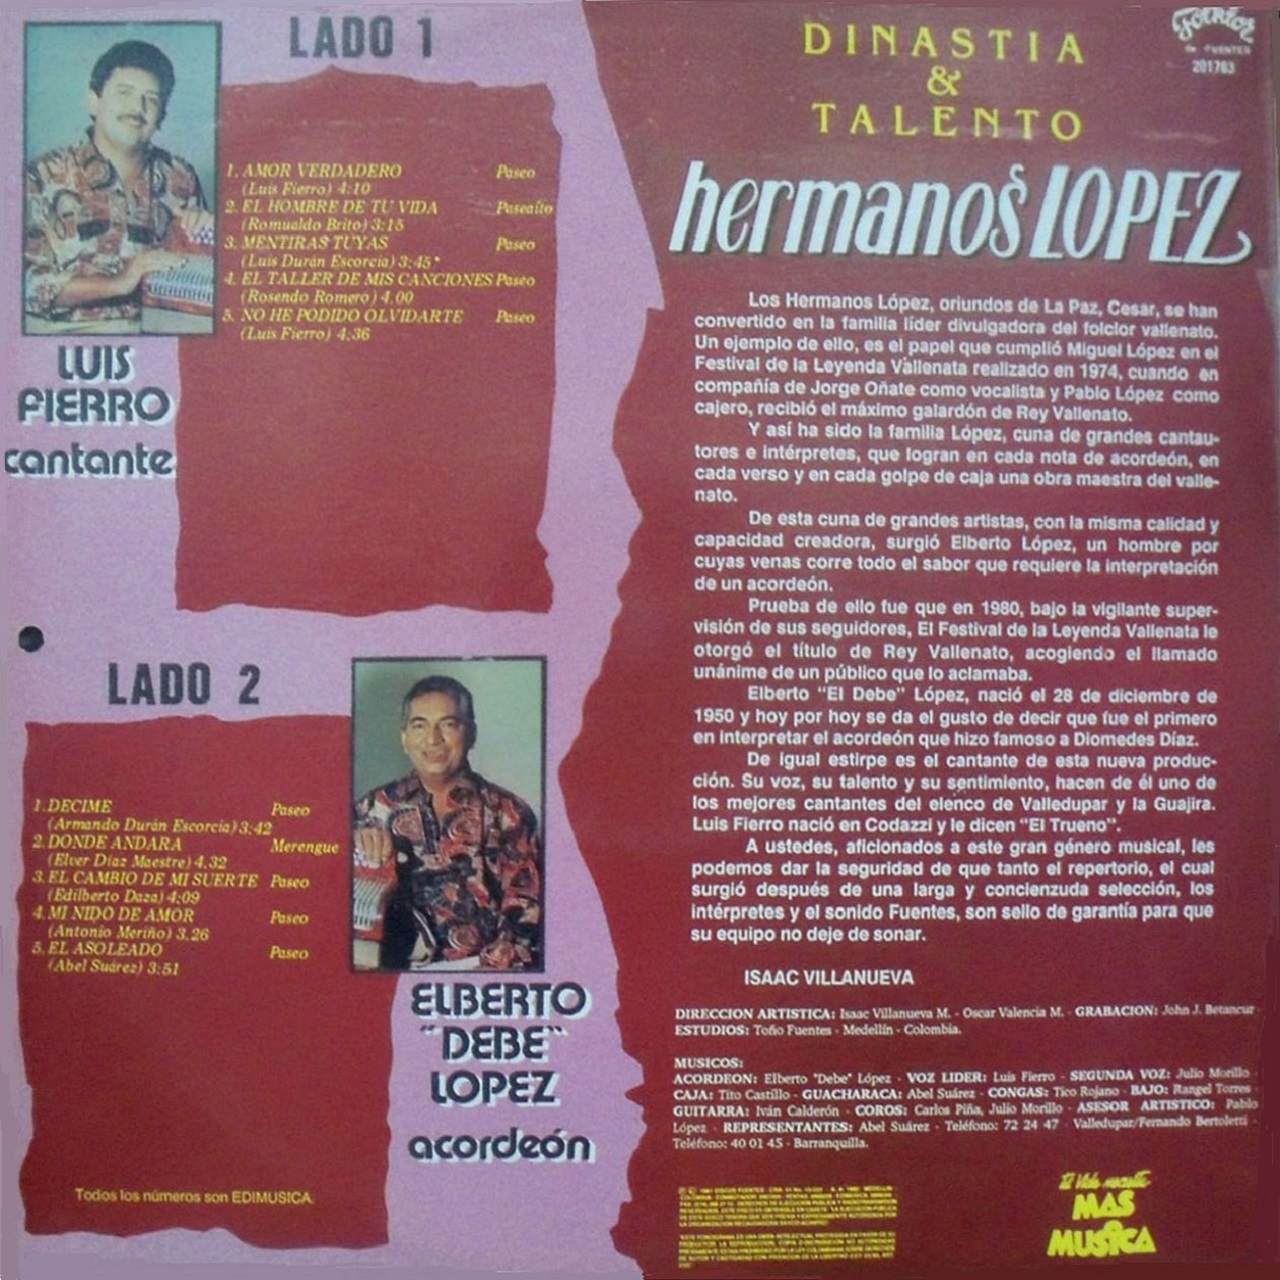 LADO 1
1. AMOR VERDADERO Paseo
(Luis Fierro) 4:10
2. EL HOMBRE DE TU VIDA Paseaíto
(Romualdo Brito) 3:15
3. MENTIRAS TUYAS Paseo
(Luis Durán Escorcia) 3:45
4. EL TALLER DE MIS CANCIONES Paseo
(Rosendo Romero) 4.00
5. NO HE PODIDO OLVIDARTE Paseo
(Luis Fierro) 4:36
LUIS
FIERRO
cantante
LADO 2
1. DECIME Paseo
(Armando Durán Escorcia) 3:42
2. DONDE ANDARA Merengue
(Elver Díaz Maestre) 4.32
3. EL CAMBIO DE MI SUERTE Paseo
(Edilberto Daza) 4:09
4. MI NIDO DE AMOR Paseo
(Antonio Meriño) 3.26
5. EL ASOLEADO Paseo
(Abel Suárez) 3:51
ELBERTO
"DEBE"
LOPEZ
acordeón
Todos los números son EDIMUSICA.
Folklor
de FUENTES
201763
DINASTIA
&
TALENTO
hermanos LOPEZ
Los Hermanos López, oriundos de La Paz, Cesar, se han
convertido en la familia líder divulgadora del folclor vallenato.
Un ejemplo de ello, es el papel que cumplió Miguel López en el
Festival de la Leyenda Vallenata realizado en 1974, cuando en
compañía de Jorge Oñate como vocalista y Pablo López como
cajero, recibió el máximo galardón de Rey Vallenato.
Y así ha sido la familia López, cuna de grandes cantau-
tores e intérpretes, que logran en cada nota de acordeón, en
cada verso y en cada golpe de caja una obra maestra del valle-
nato.
De esta cuna de grandes artistas, con la misma calidad y
capacidad creadora, surgió Elberto López, un hombre por
cuyas venas corre todo el sabor que requiere la interpretación
de un acordeón.
Prueba de ello fue que en 1980, bajo la vigilante super-
visión de sus seguidores, El Festival de la Leyenda Vallenata le
otorgó el título de Rey Vallenato, acogiendo el llamado
unánime de un público que lo aclamaba.
Elberto "El Debe" López, nació el 28 de diciembre de
1950 y hoy por hoy se da el gusto de decir que fue el primero
en interpretar el acordeón que hizo famoso a Diomedes Díaz.
De igual estirpe es el cantante de esta nueva produc-
ción. Su voz, su talento y su sentimiento, hacen de él uno de
los mejores cantantes del elenco de Valledupar y la Guajira.
Luis Fierro nació en Codazzi y le dicen "El Trueno".
A ustedes, aficionados a este gran género musical, les
podemos dar la seguridad de que tanto el repertorio, el cual
surgió después de una larga y concienzuda selección, los
intérpretes y el sonido Fuentes, son sello de garantía para que
su equipo no deje de sonar.
ISAAC VILLANUEVA
DIRECCION ARTISTICA: Isaac Villanueva M. - Oscar Valencia M. - GRABACION: John J. Betancur -
ESTUDIOS: Toño Fuentes - Medellín - Colombia.
MUSICOS:
ACORDEON: Elberto "Debe" López - VOZ LIDER: Luis Fierro - SEGUNDA VOZ: Julio Morillo -
CAJA: Tito Castillo - GUACHARACA: Abel Suárez - CONGAS: Tico Rojano - BAJO: Rangel Torres -
GUITARRA: Iván Calderón - COROS: Carlos Piña, Julio Morillo - ASESOR ARTISTICO: Pablo
López - REPRESENTANTES: Abel Suárez - Teléfono: 72 24 47 - Valledupar/Fernando Bertoletti -
Teléfono: 40 01 45 - Barranquilla.
MAS
MUSICA